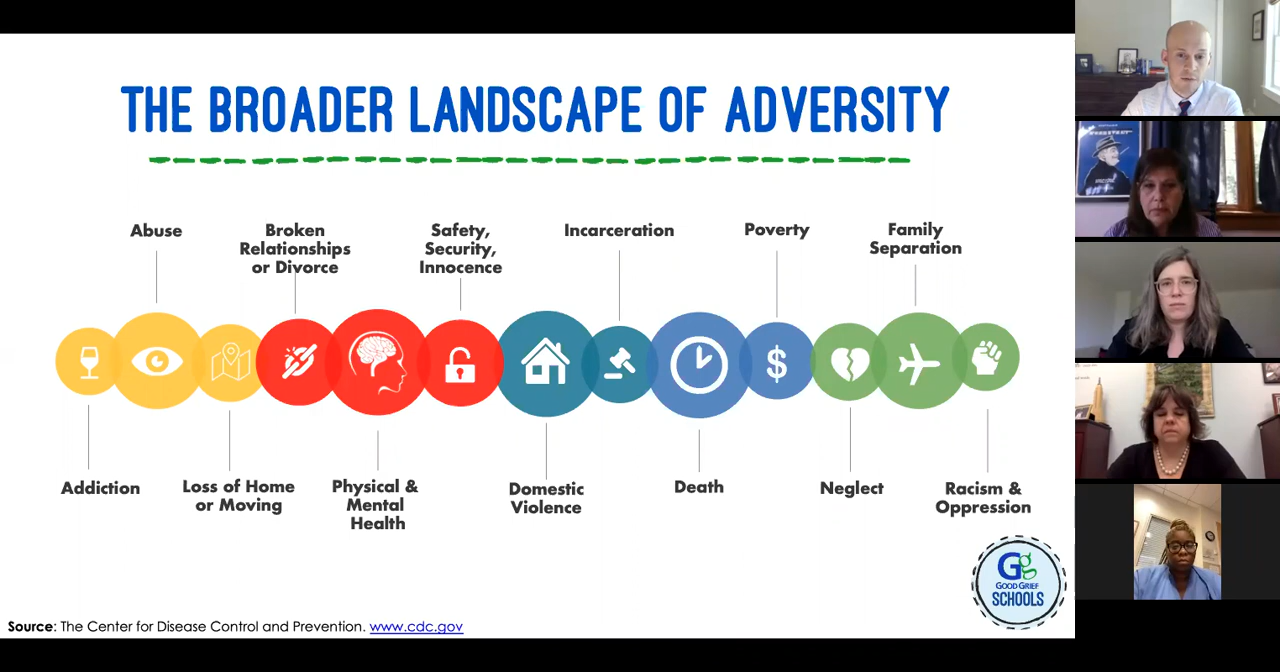 THE BROADER LANDSCAPE OF ADVERSITY
Abuse
Broken
Relationships
or Divorce
Safety,
Security,
Innocence
Incarceration
Poverty
Family
Separation
$
Addiction
Loss of Home
or Moving
Physical &
Mental
Health
Domestic
Violence
Death
Neglect
Racism &
Oppression
Gg
GOOD GRIEF
SCHOOLS
Source: The Center for Disease Control and Prevention. www.cdc.gov